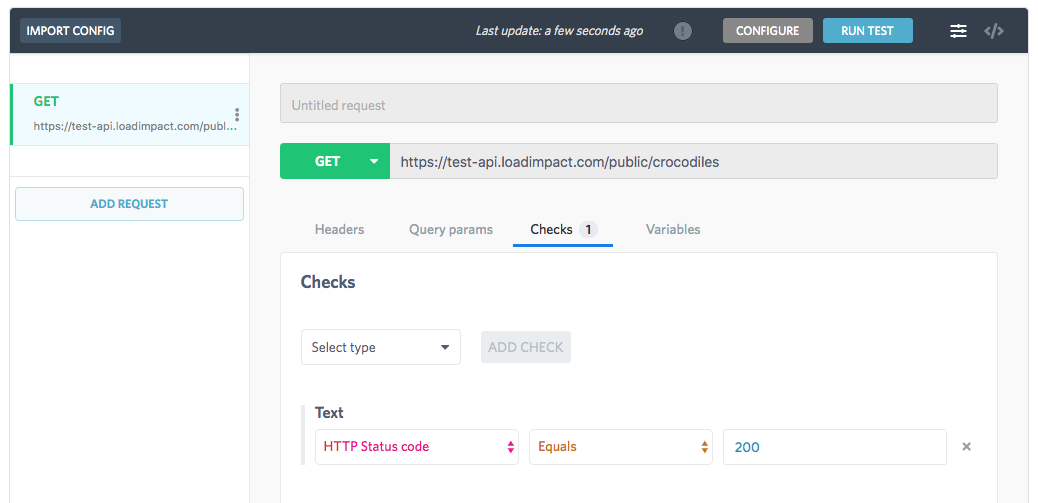 IMPORT CONFIG
Last update: a few seconds ago
!
CONFIGURE
RUN TEST
</>
GET
https://test-api.loadimpact.com/publ...
ADD REQUEST
Untitled request
GET
https://test-api.loadimpact.com/public/crocodiles
Headers
Query params
Checks 1
Variables
Checks
Select type
ADD CHECK
Text
HTTP Status code
Equals
200
×